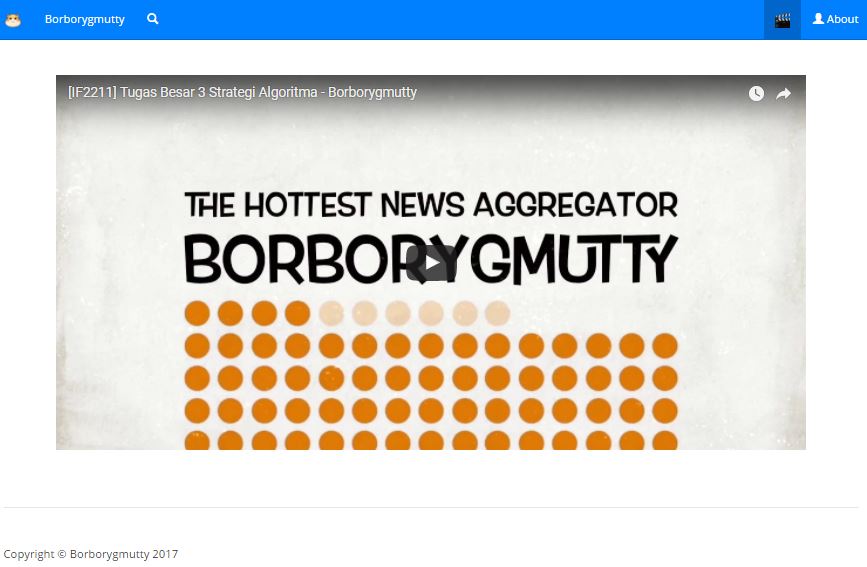 Borborygmutty
About
[IF2211] Tugas Besar 3 Strategi Algoritma - Borborygmutty
THE HOTTEST NEWS AGGREGATOR
BORBORYGMUTTY
Copyright © Borborygmutty 2017